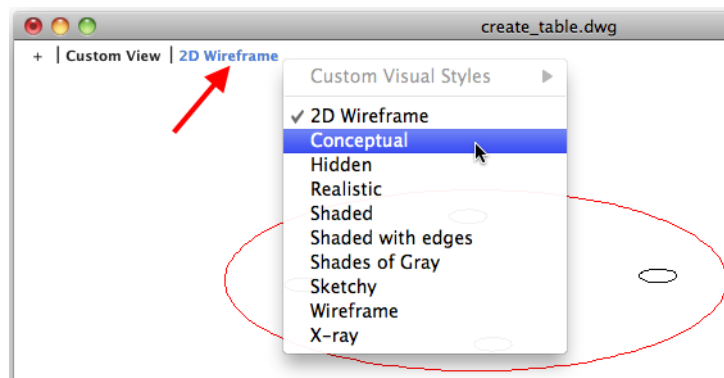 create_table.dwg
+ | Custom View | 2D Wireframe
Custom Visual Styles
✓ 2D Wireframe
Conceptual
Hidden
Realistic
Shaded
Shaded with edges
Shades of Gray
Sketchy
Wireframe
X-ray